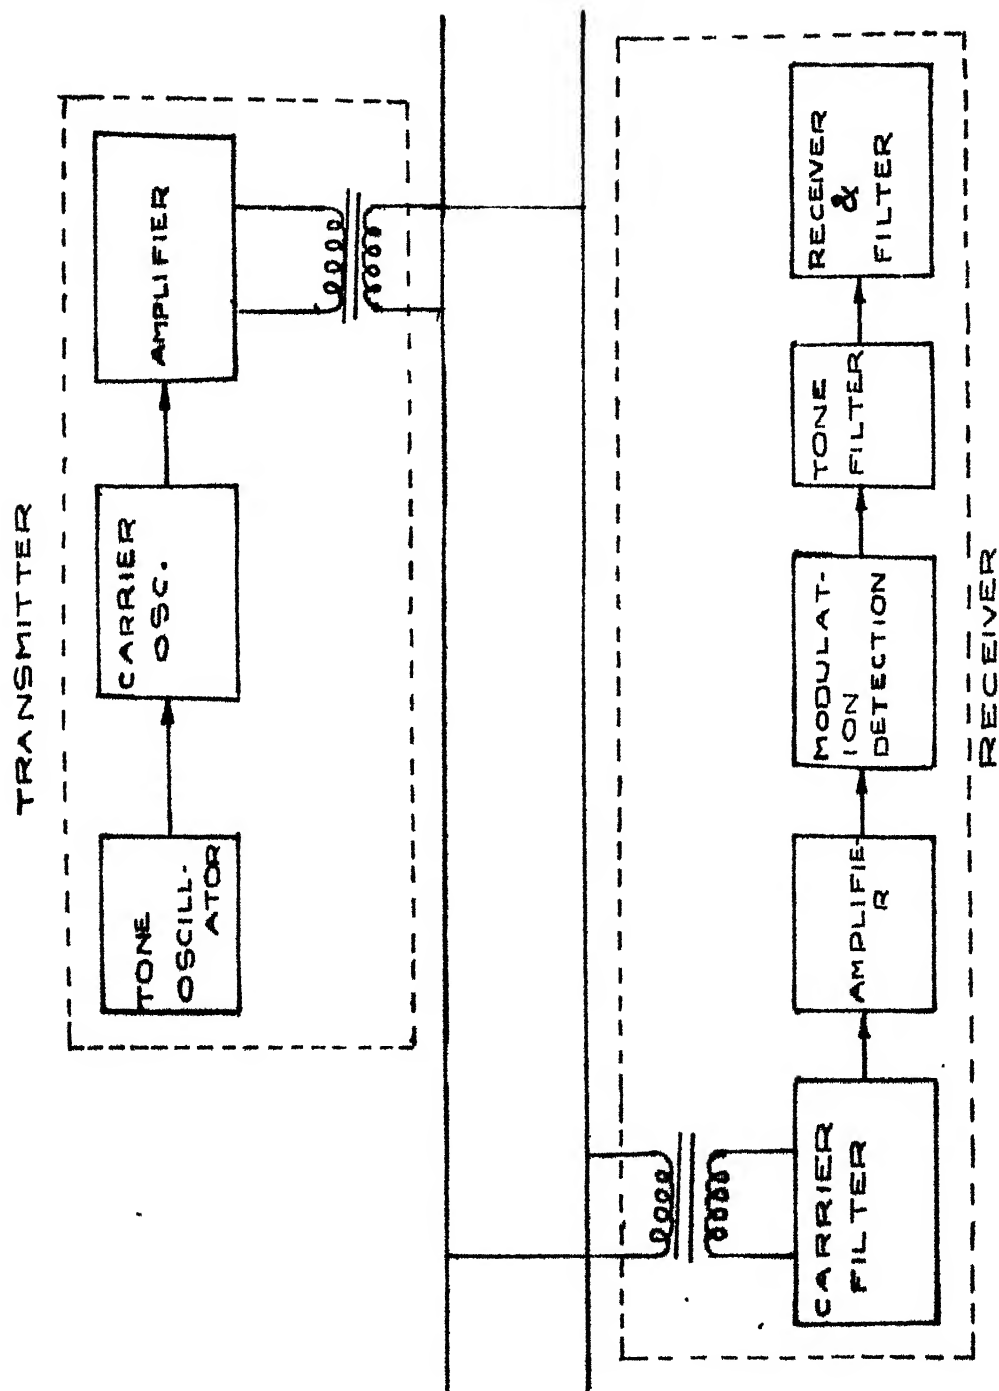 TRANSMITTER
TONE
OSCILL-
ATOR
CARRIER
OSC.
AMPLIFIER
CARRIER
FILTER
AMPLIFIE-
R
MODULAT-
ION
DETECTION
TONE
FILTER
RECEIVER
&
FILTER
RECEIVER